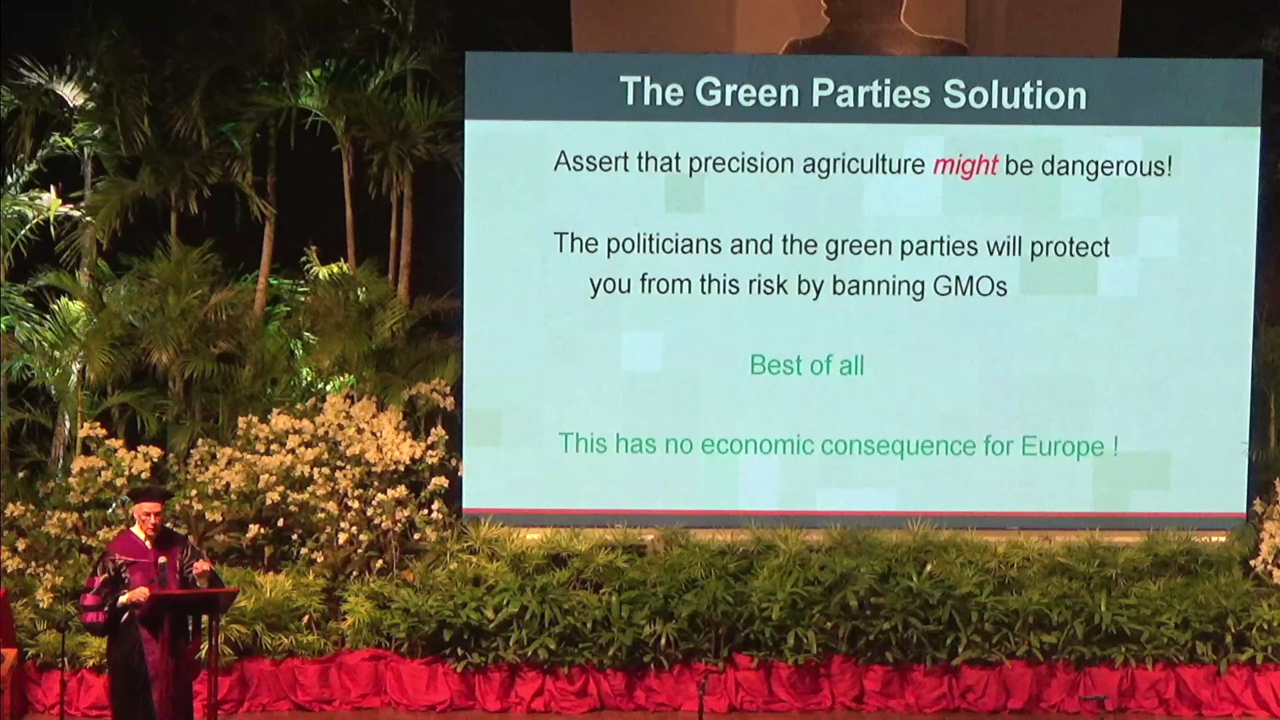 The Green Parties Solution
Assert that precision agriculture might be dangerous!
The politicians and the green parties will protect
you from this risk by banning GMOs
Best of all
This has no economic consequence for Europe !